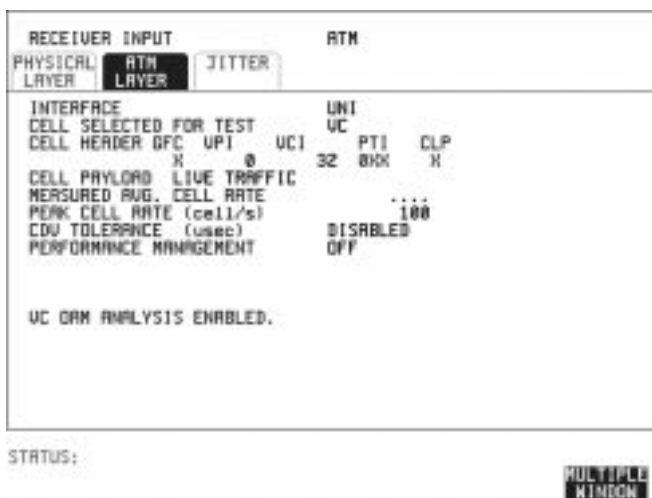 RECEIVER INPUT ATM
PHYSICAL LAYER ATM LAYER JITTER
INTERFACE UNI
CELL SELECTED FOR TEST VC
CELL HEADER GFC VPI VCI PTI CLP
X 0 32 0XX X
CELL PAYLOAD LIVE TRAFFIC
MEASURED AVG. CELL RATE ....
PEAK CELL RATE (cell/s) 100
CDV TOLERANCE (usec) DISABLED
PERFORMANCE MANAGEMENT OFF
VC OAM ANALYSIS ENABLED.
STATUS:
MULTIPLE
WINDOW